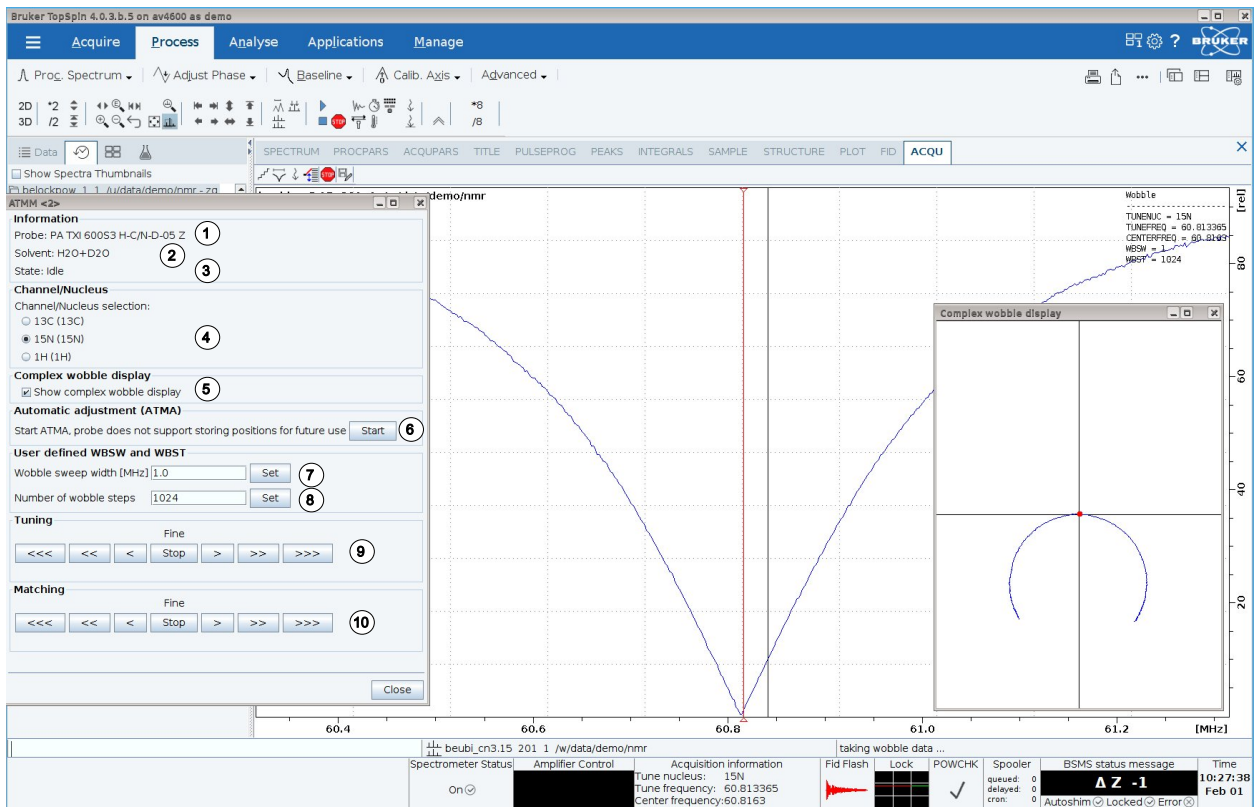 Bruker TopSpin 4.0.3.b.5 on av4600 as demo
Acquire Process Analyse Applications Manage
? BRUKER
Proc. Spectrum Adjust Phase Baseline Calib. Axis Advanced
2D *2 *8
3D /2 /8
Data
SPECTRUM PROCPARS ACQUPARS TITLE PULSEPROG PEAKS INTEGRALS SAMPLE STRUCTURE PLOT FID ACQU
Show Spectra Thumbnails
STOP
belockpow_1 1 /u/data/demo/nmr - zg
demo/nmr
ATMM <2>
Information
Probe: PA TXI 600S3 H-C/N-D-05 Z 1
Solvent: H2O+D2O 2
State: Idle 3
Channel/Nucleus
Channel/Nucleus selection:
13C (13C)
15N (15N) 4
1H (1H)
Complex wobble display
Show complex wobble display 5
Automatic adjustment (ATMA)
Start ATMA, probe does not support storing positions for future use Start 6
User defined WBSW and WBST
Wobble sweep width [MHz] 1.0 Set 7
Number of wobble steps 1024 Set 8
Tuning
Fine
<<< << < Stop > >> >>> 9
Matching
Fine
<<< << < Stop > >> >>> 10
Close
Wobble
TUNENUC = 15N
TUNEFREQ = 60.813365
CENTERFREQ = 60.8163
WBSW = 1
WBST = 1024
[rel]
80
60
40
20
Complex wobble display
60.4 60.6 60.8 61.0 61.2 [MHz]
beubi_cn3.15 201 1 /w/data/demo/nmr taking wobble data ...
Spectrometer Status Amplifier Control Acquisition information Fid Flash Lock POWCHK Spooler BSMS status message Time
On
Tune nucleus: 15N
Tune frequency: 60.813365
Center frequency:60.8163
queued: 0
delayed: 0
cron: 0
Δ Z -1
Autoshim Locked Error
10:27:38
Feb 01